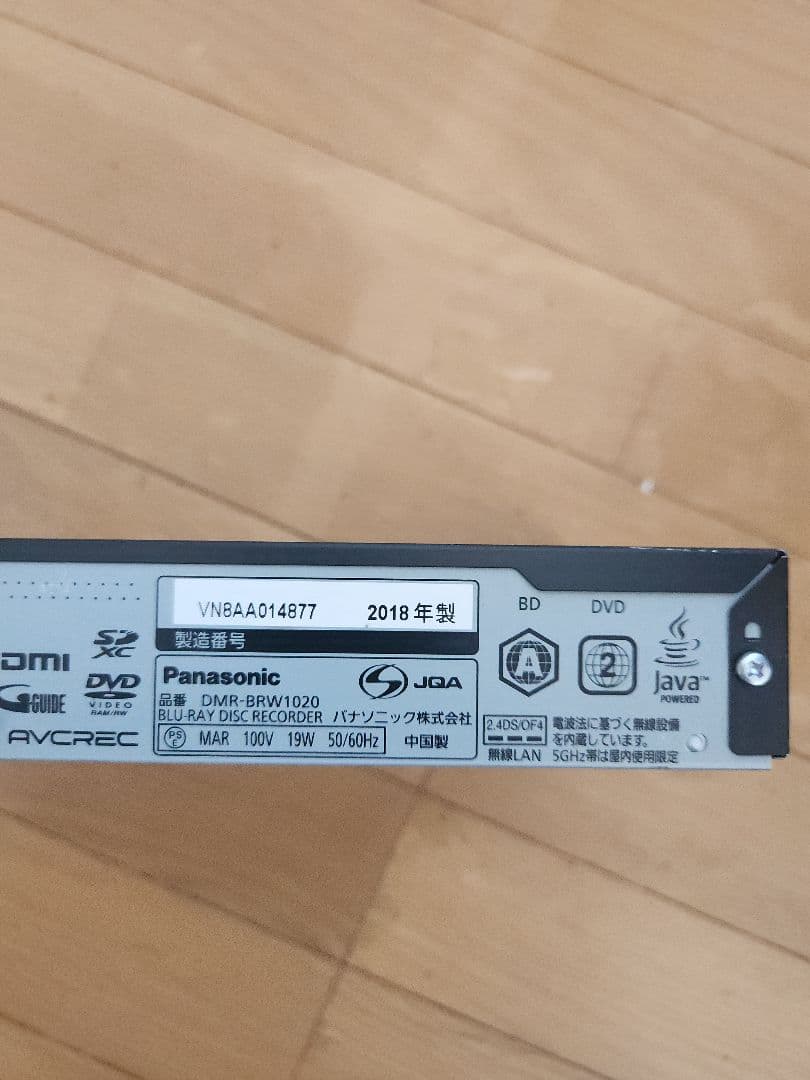 VN8AA014877 2018年製
製造番号
Panasonic JQA
品番 DMR-BRW1020
BLU-RAY DISC RECORDER パナソニック株式会社
PS E MAR 100V 19W 50/60Hz 中国製
SD XC
DVD
VIDEO
RAM/RW
G-GUIDE
AVCREC
BD
A
DVD
2
Java™
POWERED
2.4DS/OF4
無線LAN
電波法に基づく無線設備
を内蔵しています。
5GHz帯は屋内使用限定